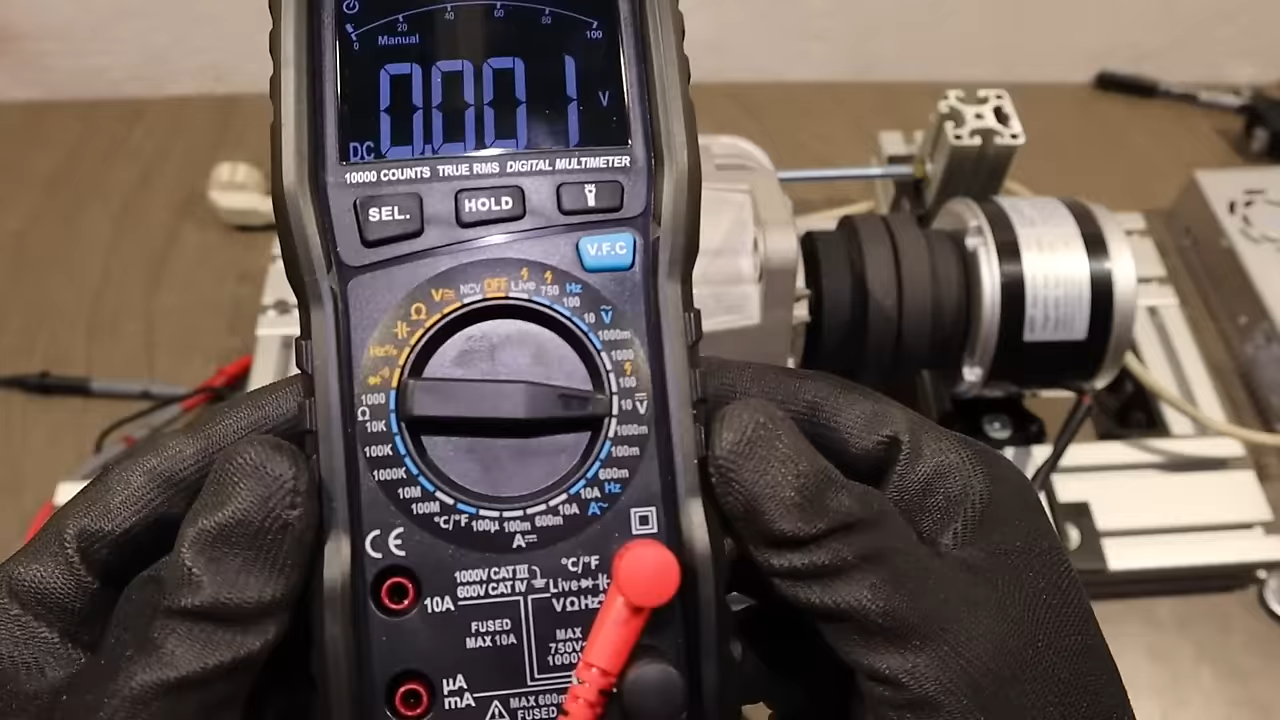 0 20 40 60 80 100
Manual
0.001 V
DC
10000 COUNTS TRUE RMS DIGITAL MULTIMETER
SEL. HOLD
V.F.C
NCV OFF Live 750 Hz
V Ω 100
10 V
Hz% 1000m
1000
1000 100
Ω 10 V
10K 1000m
100K 100m
1000K 600m
10M 10A Hz
100M 10A A~
°C/°F 100µ 100m 600m
A
CE
°C/°F
1000V CAT III
600V CAT IV Live
10A VΩHz
FUSED
MAX 10A
MAX
750V
1000V
µA
mA
MAX 600m
FUSED